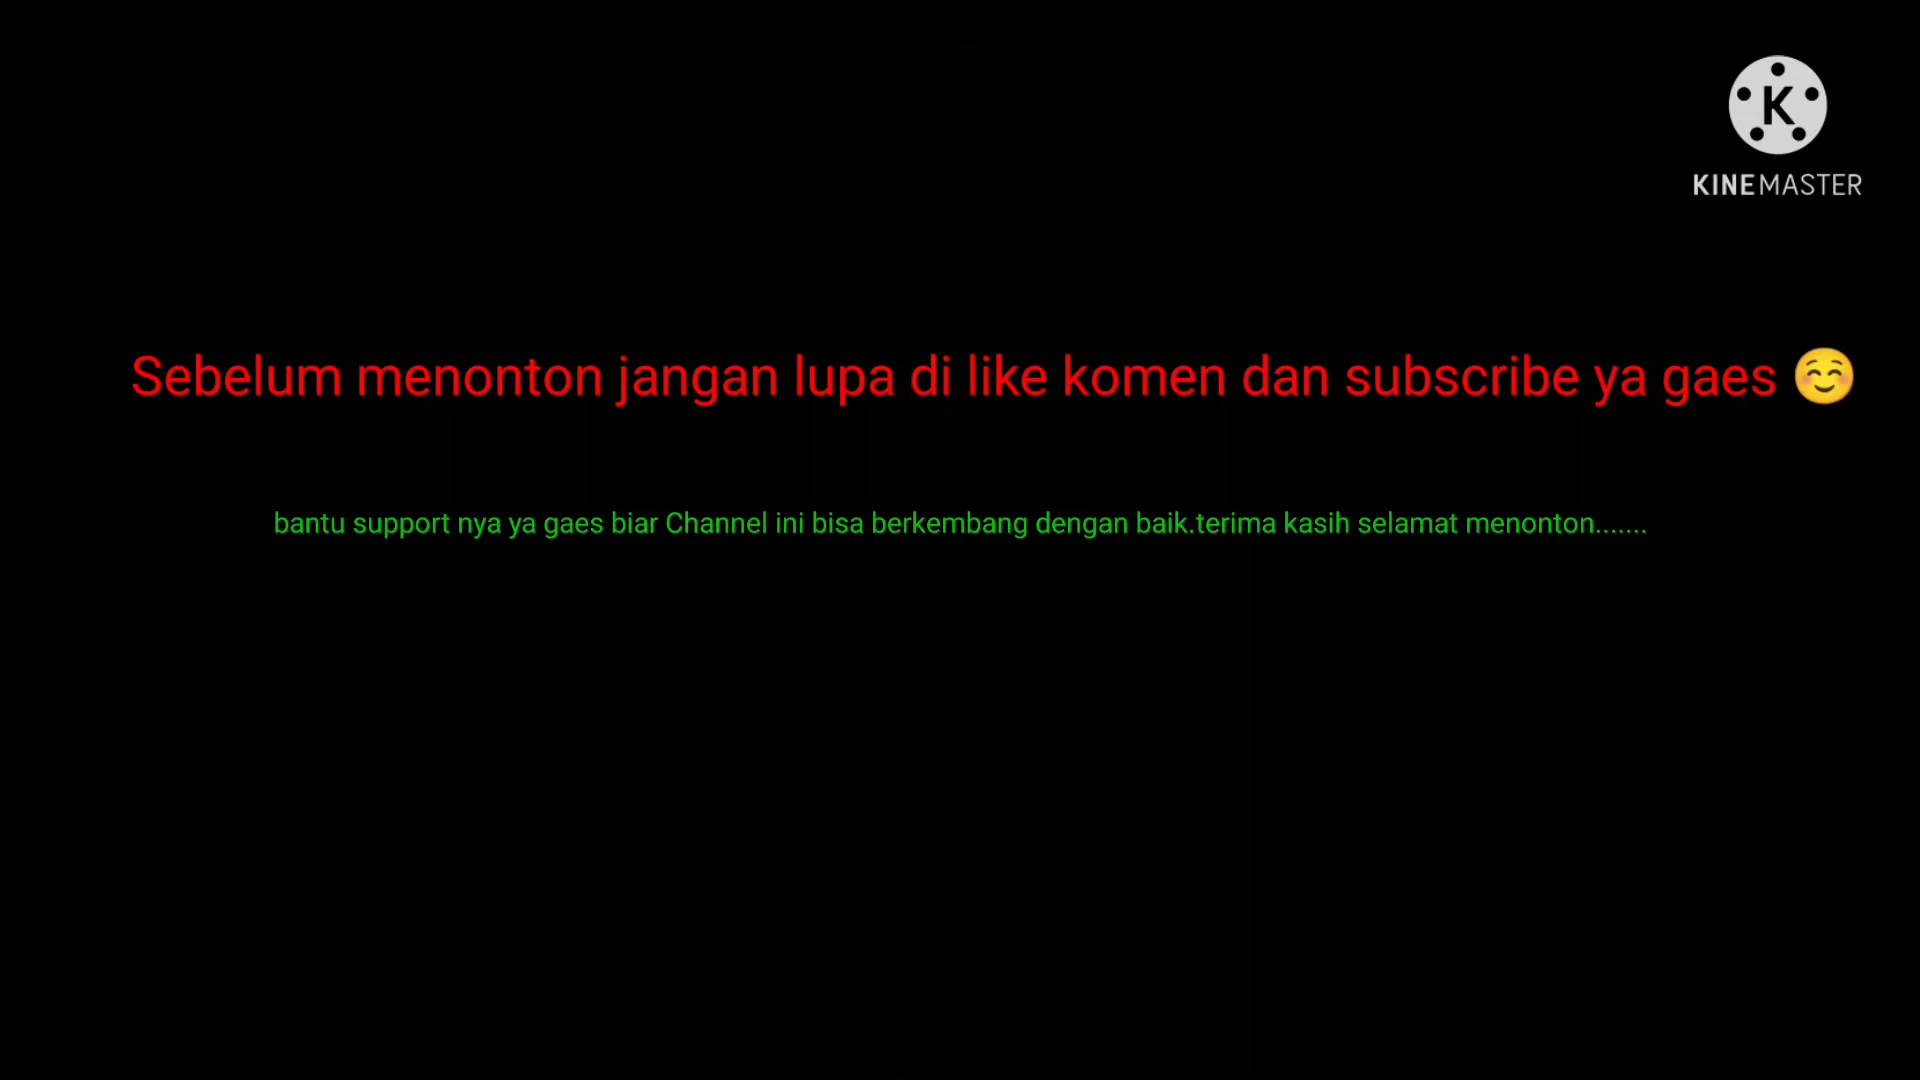 K
KINEMASTER
Sebelum menonton jangan lupa di like komen dan subscribe ya gaes ☺️
bantu support nya ya gaes biar Channel ini bisa berkembang dengan baik.terima kasih selamat menonton.......